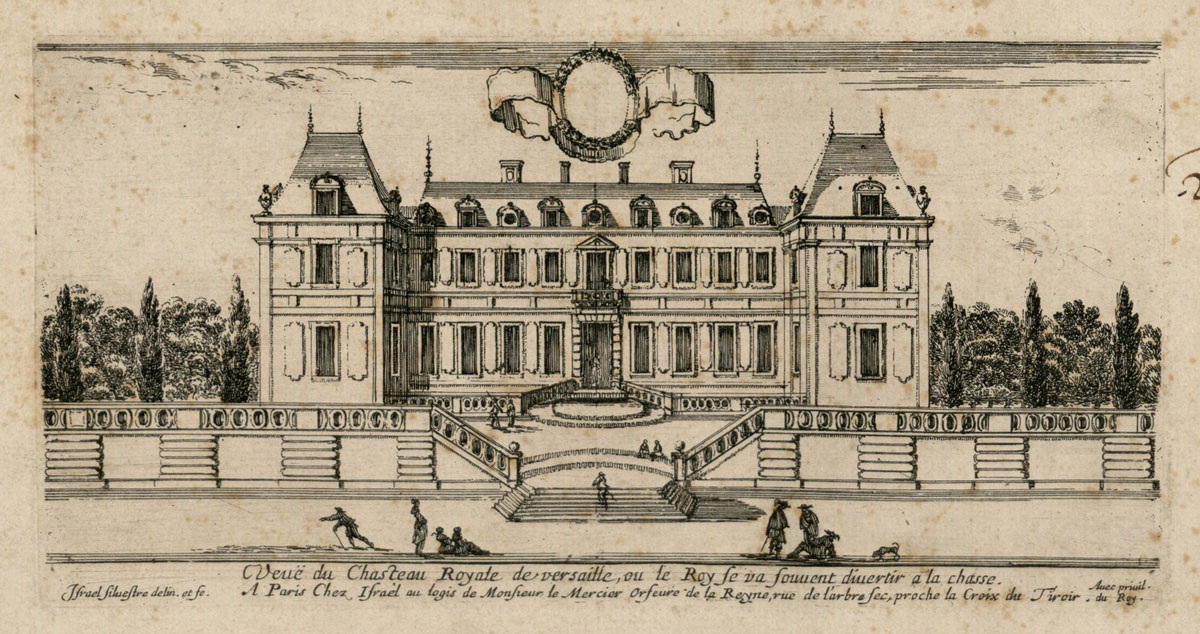 Veuë du Chasteau Royale de versaille, ou le Roy se va souuent diuertir a la chasse.
Israel siluestre delin. et fe.
A Paris Chez Israël au logis de Monsieur le Mercier Orfeure de la Reyne, rue de l'arbre sec, proche la Croix du Tiroir.
Auec priuil.
du Roy.